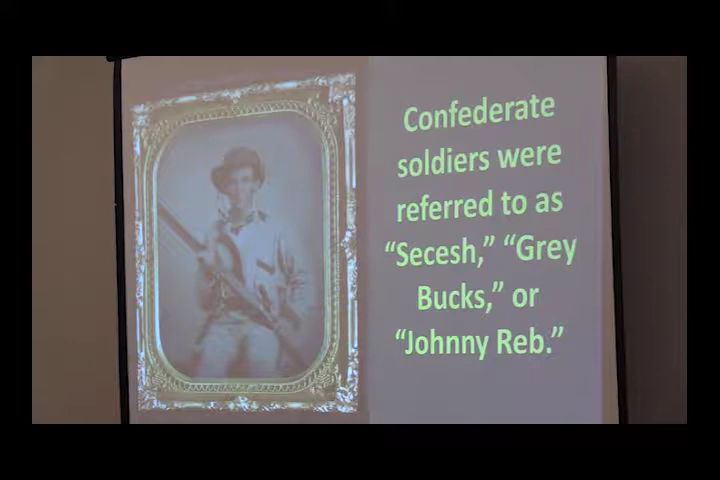 Confederate
soldiers were
referred to as
“Secesh,” “Grey
Bucks,” or
“Johnny Reb.”